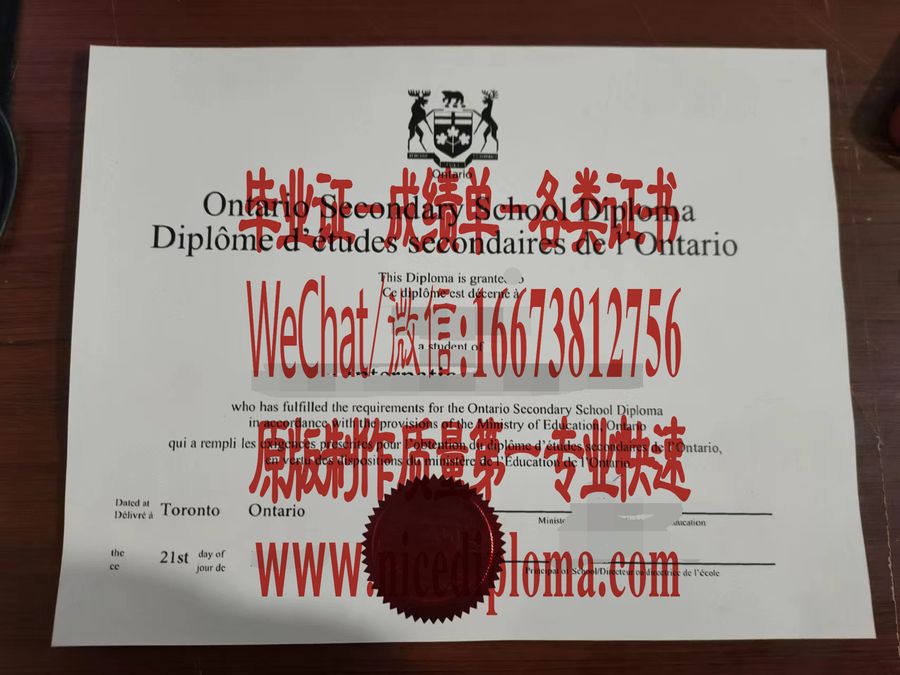 Ontario
毕业证－成绩单－各类证书
Ontario Secondary School Diploma
Diplôme d'études secondaires de l'Ontario
This Diploma is granted to
Ce diplôme est décerné à
WeChat/微信:16673812756
a student of
who has fulfilled the requirements for the Ontario Secondary School Diploma
in accordance with the provisions of the Ministry of Education, Ontario
qui a rempli les exigences prescrites pour l'obtention du diplôme d'études secondaires de l'Ontario,
en vertu des dispositions du ministère de l'Éducation de l'Ontario
原版制作质量第一专业快速
Dated at
Délivré à Toronto Ontario
the
ce 21st day of
jour de
www.nicediploma.com
Principal of School/Directeur ou directrice de l'école